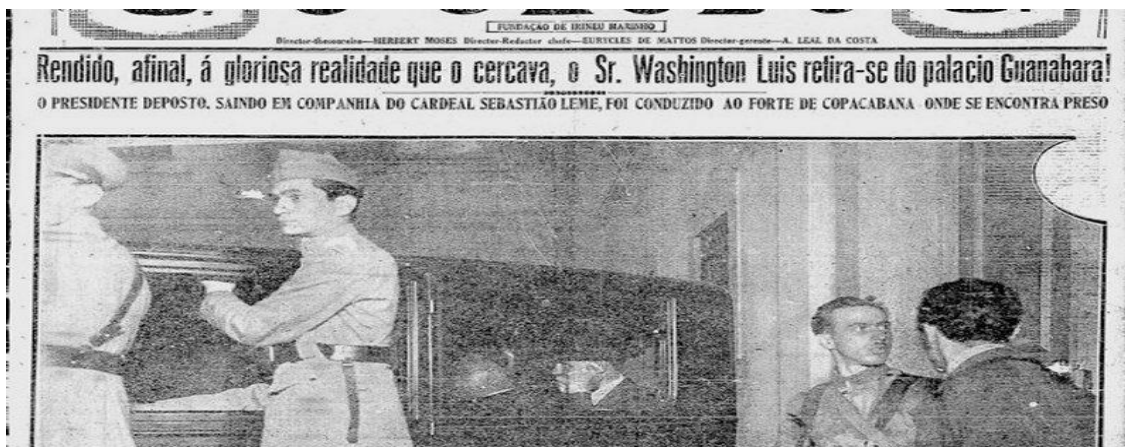 FUNDAÇÃO DE IRINEU MARINHO
Director-thesoureiro—HERBERT MOSES Director-Redactor chefe—EURYCLES DE MATTOS Director-gerente—A. LEAL DA COSTA
Rendido, afinal, á gloriosa realidade que o cercava, o Sr. Washington Luis retira-se do palacio Guanabara!
O PRESIDENTE DEPOSTO, SAINDO EM COMPANHIA DO CARDEAL SEBASTIÃO LEME, FOI CONDUZIDO AO FORTE DE COPACABANA ONDE SE ENCONTRA PRESO